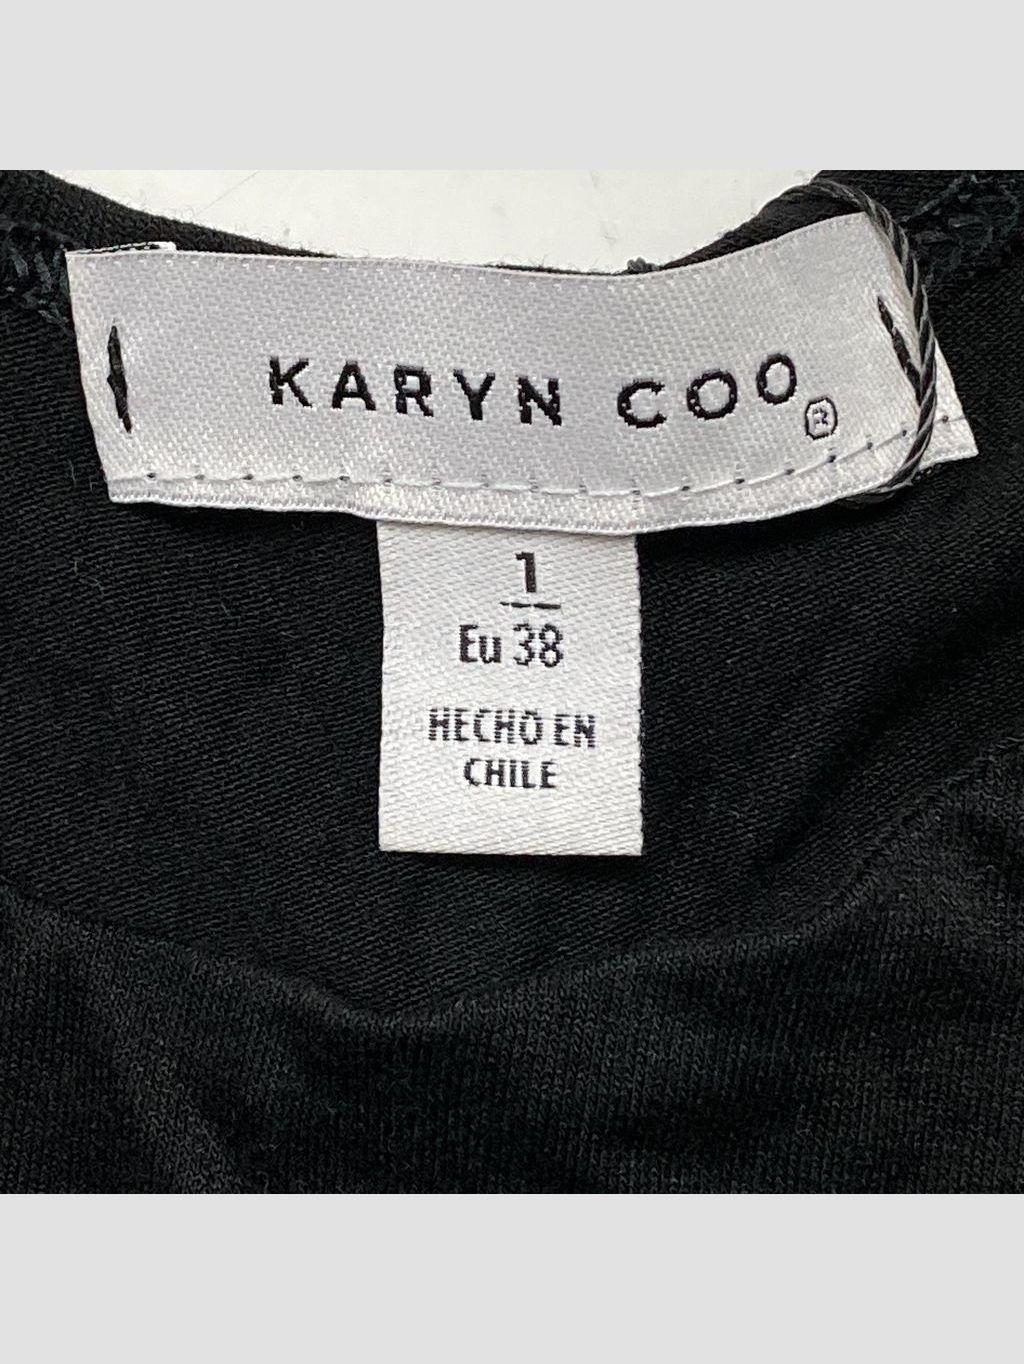 KARYN COO ®
1
Eu 38
HECHO EN
CHILE